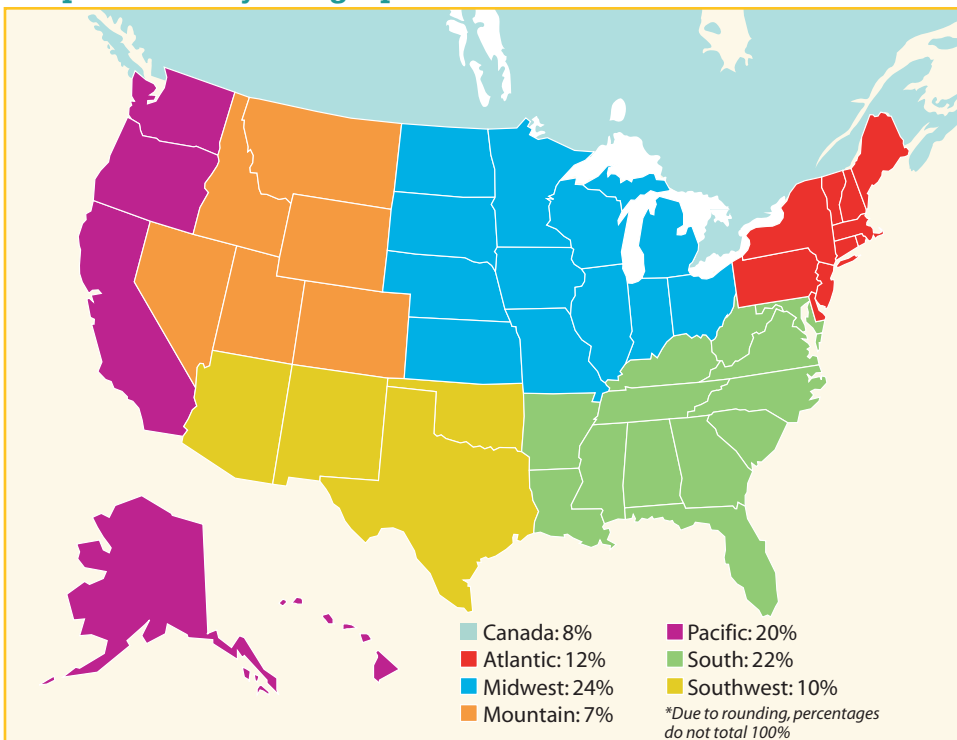 Canada: 8%
Atlantic: 12%
Midwest: 24%
Mountain: 7%
Pacific: 20%
South: 22%
Southwest: 10%
*Due to rounding, percentages
do not total 100%